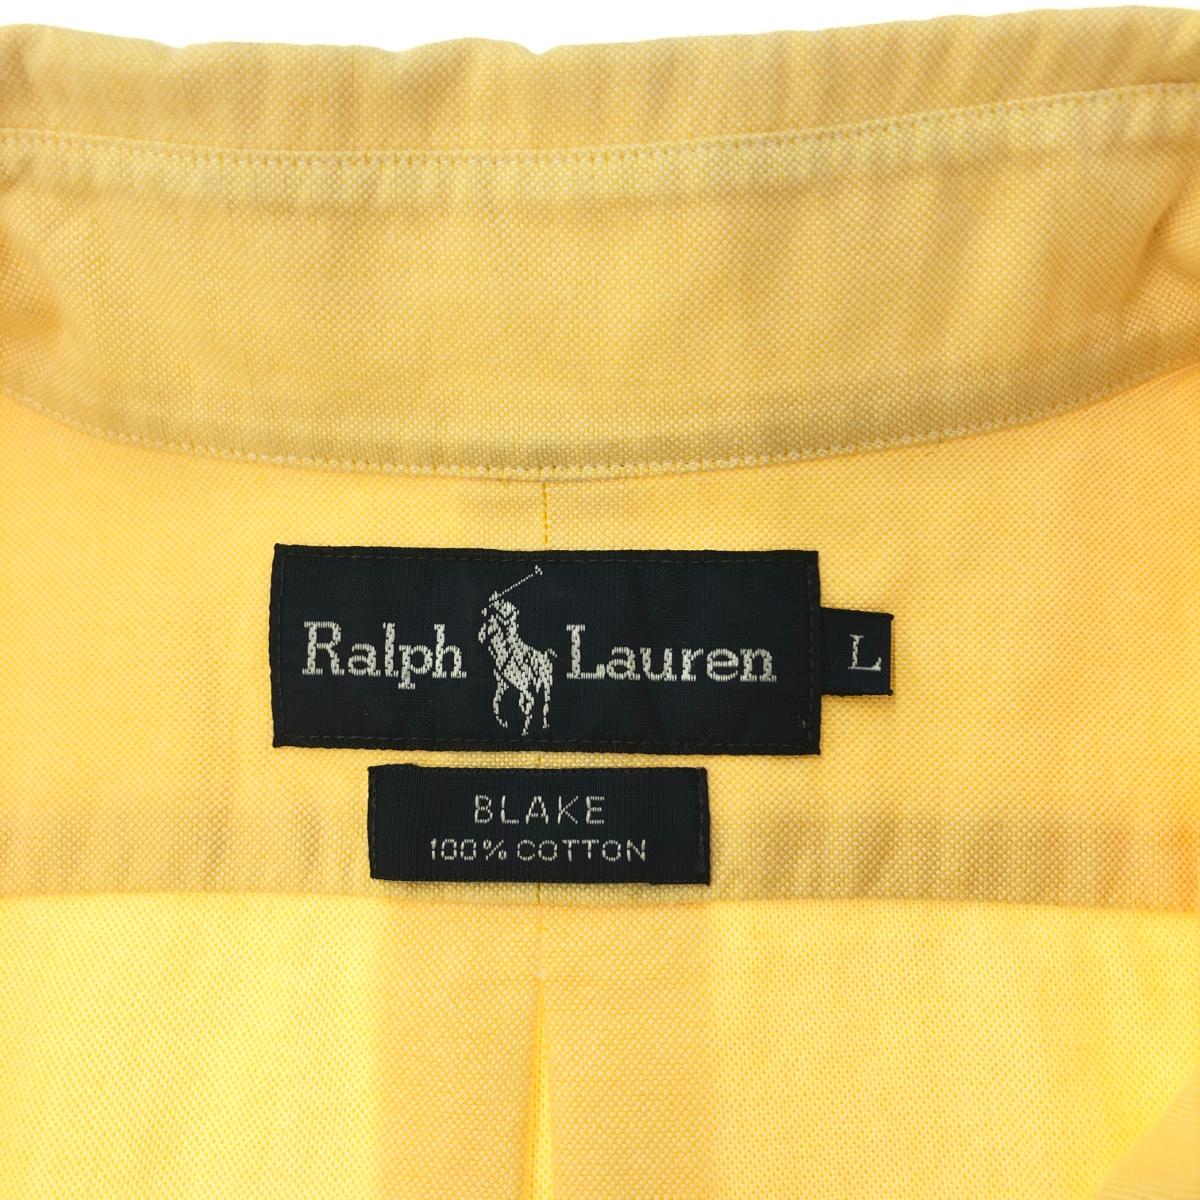 Ralph Lauren
L
BLAKE
100% COTTON